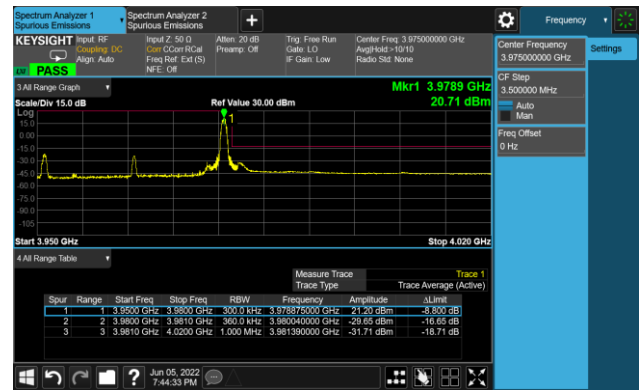 Spectrum Analyzer 1
Spurious Emissions
Spectrum Analyzer 2
Spurious Emissions
Frequency
KEYSIGHT
Input: RF
Coupling: DC
Align: Auto
Input Z: 50 Ω
Corr CCorr RCal
Freq Ref: Ext (S)
NFE: Off
Atten: 20 dB
Preamp: Off
Trig: Free Run
Gate: LO
IF Gain: Low
Center Freq: 3.975000000 GHz
Avg|Hold:>10/10
Radio Std: None
PASS
3 All Range Graph
Mkr1 3.9789 GHz
Scale/Div 15.0 dB
Ref Value 30.00 dBm
20.71 dBm
Log
1
15.0
0.00
-15.0
-30.0
-45.0
-60.0
-75.0
-90.0
-105
Start 3.950 GHz
Stop 4.020 GHz
4 All Range Table
Measure Trace Trace 1
Trace Type Trace Average (Active)
Spur Range Start Freq Stop Freq RBW Frequency Amplitude ΔLimit
1 1 3.9500 GHz 3.9800 GHz 300.0 kHz 3.978875000 GHz 21.20 dBm -8.800 dB
2 2 3.9800 GHz 3.9810 GHz 360.0 kHz 3.980040000 GHz -29.65 dBm -16.65 dB
3 3 3.9810 GHz 4.0200 GHz 1.000 MHz 3.981390000 GHz -31.71 dBm -18.71 dB
Center Frequency
3.975000000 GHz
Settings
CF Step
3.500000 MHz
Auto
Man
Freq Offset
0 Hz
Jun 05, 2022
7:44:33 PM